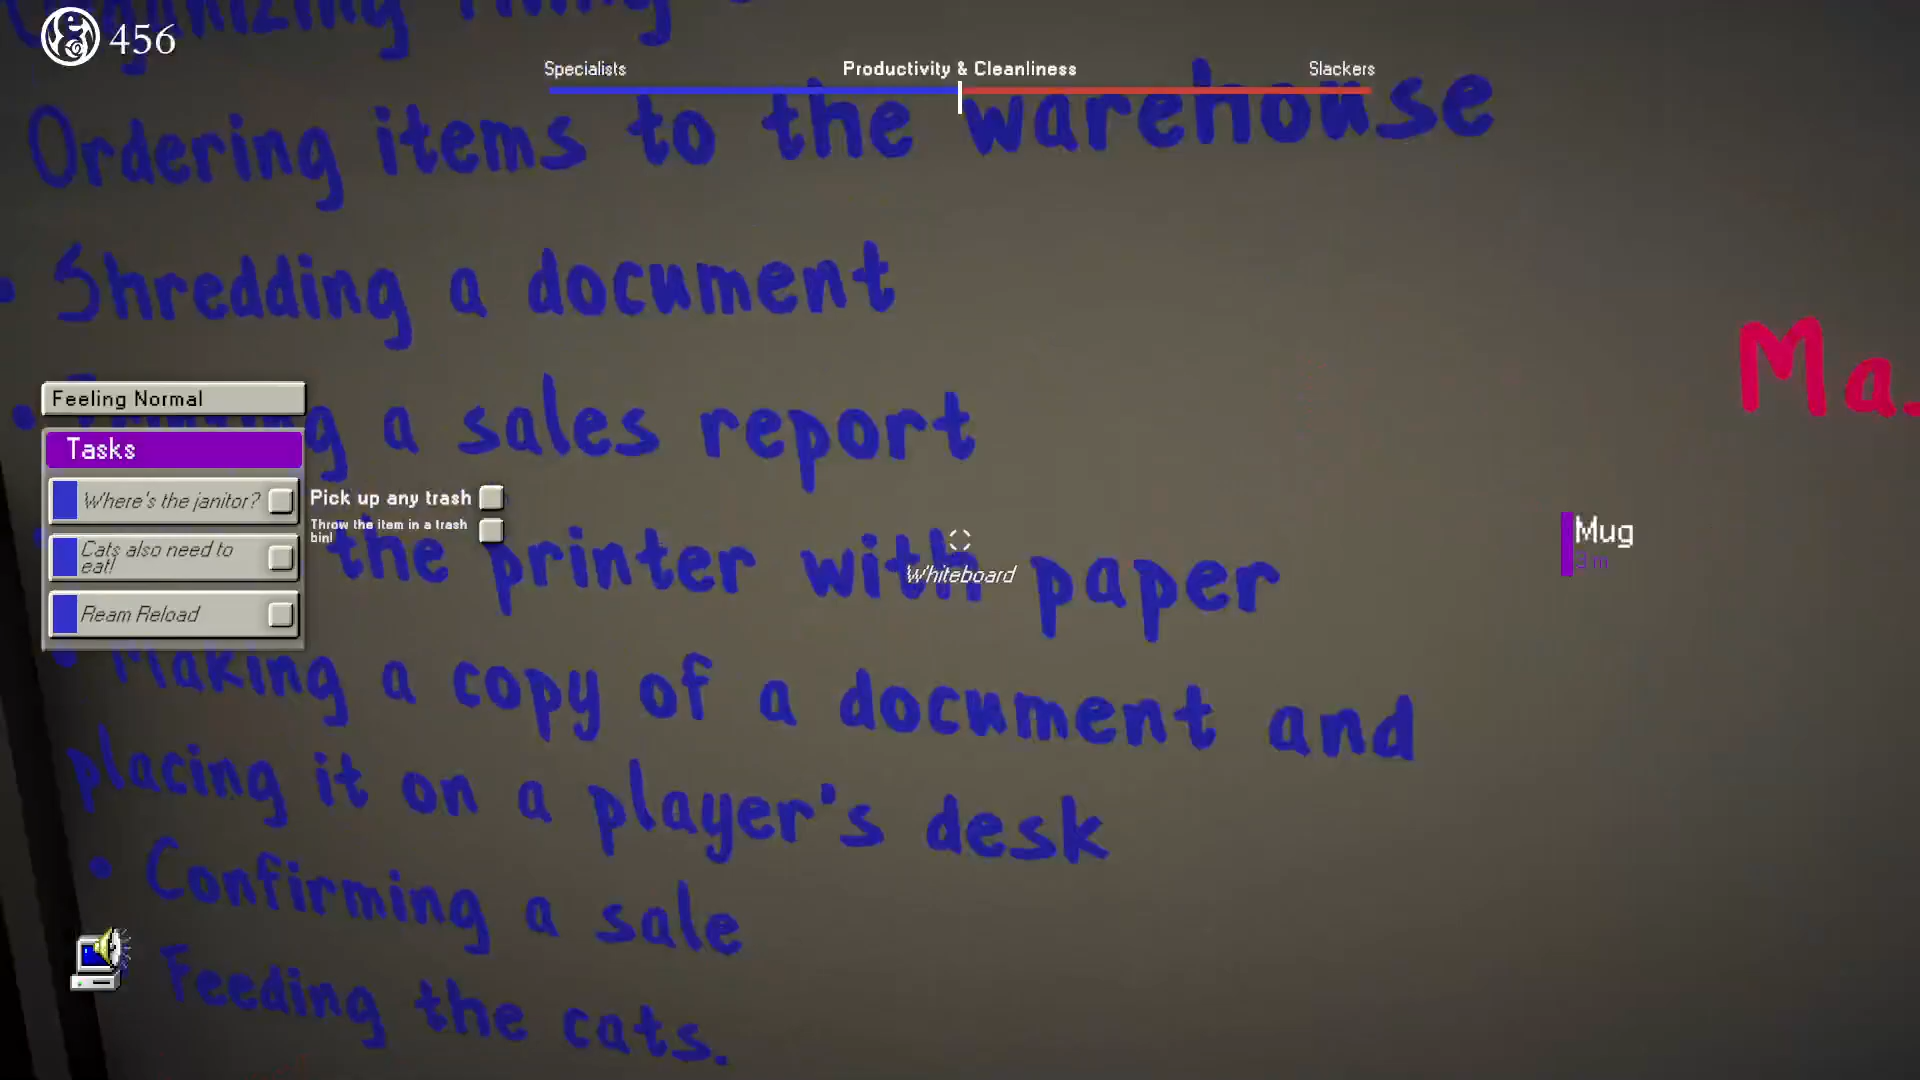 456
Specialists
Productivity & Cleanliness
Slackers
Ordering items to the warehouse
• Shredding a document
Ma
• a sales report
Feeling Normal
Tasks
Where's the janitor?
Pick up any trash
Throw the item in a trash
bin!
Cats also need to
eat!
Ream Reload
the printer with paper
Whiteboard
Mug
3m
• Making a copy of a document and
placing it on a player's desk
• Confirming a sale
Feeding the cats.